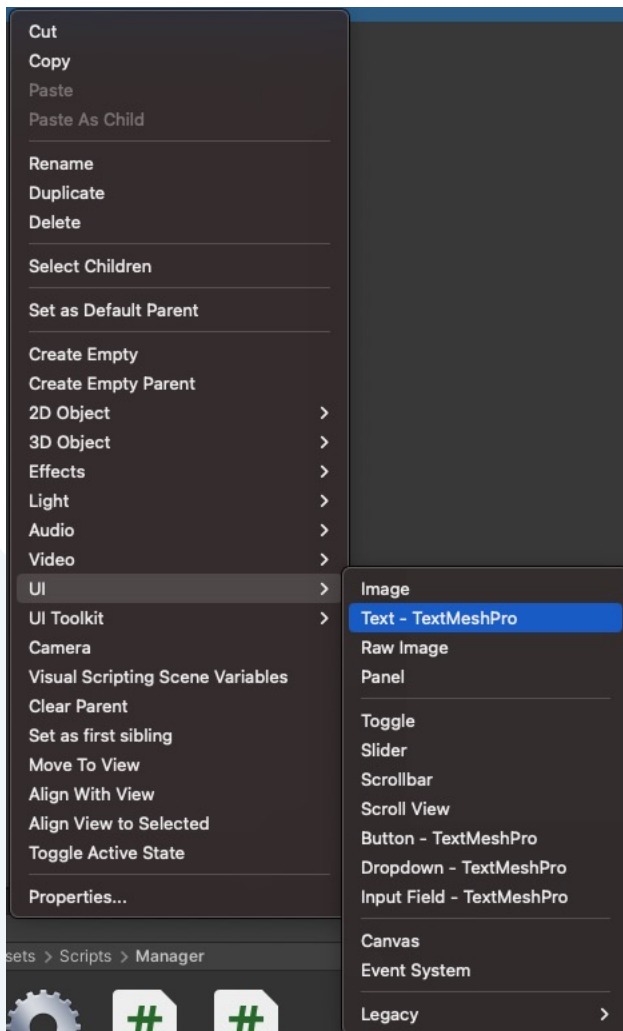 Cut
Copy
Paste
Paste As Child
Rename
Duplicate
Delete
Select Children
Set as Default Parent
Create Empty
Create Empty Parent
2D Object
3D Object
Effects
Light
Audio
Video
UI
UI Toolkit
Camera
Visual Scripting Scene Variables
Clear Parent
Set as first sibling
Move To View
Align With View
Align View to Selected
Toggle Active State
Properties...
Image
Text - TextMeshPro
Raw Image
Panel
Toggle
Slider
Scrollbar
Scroll View
Button - TextMeshPro
Dropdown - TextMeshPro
Input Field - TextMeshPro
Canvas
Event System
Legacy
sets > Scripts > Manager
# #